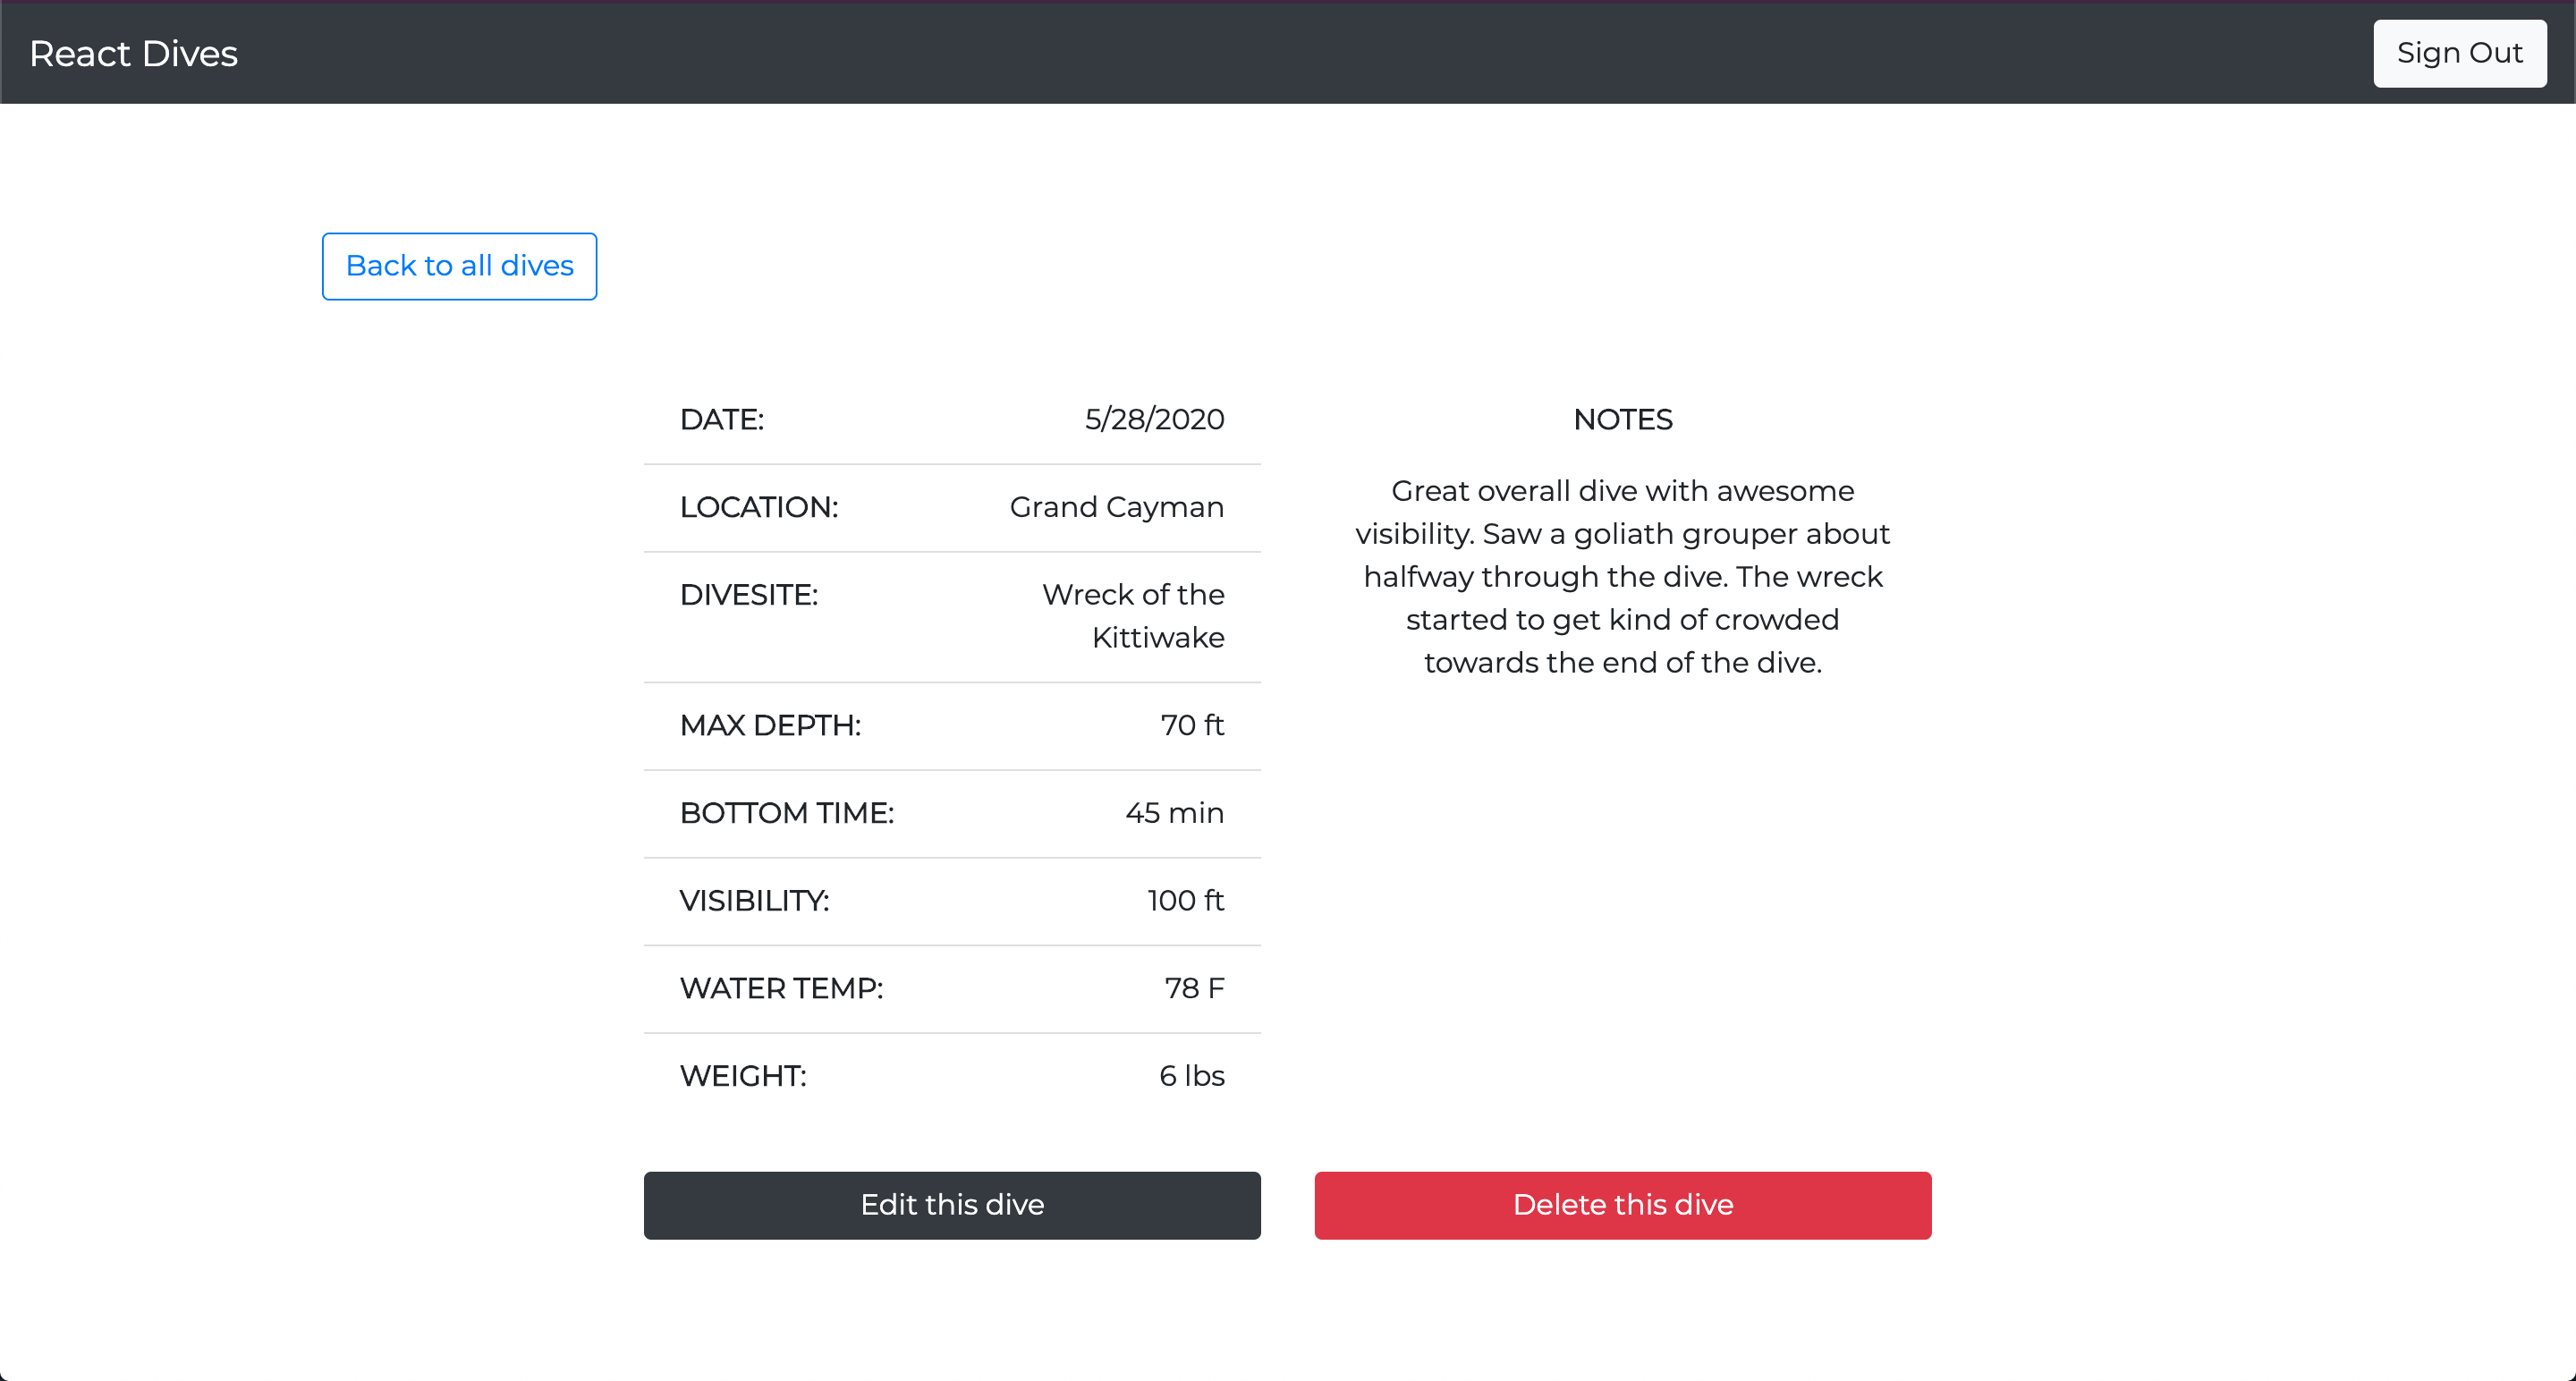 React Dives
Sign Out
Back to all dives
DATE: 5/28/2020
LOCATION: Grand Cayman
DIVESITE: Wreck of the
Kittiwake
MAX DEPTH: 70 ft
BOTTOM TIME: 45 min
VISIBILITY: 100 ft
WATER TEMP: 78 F
WEIGHT: 6 lbs
NOTES
Great overall dive with awesome
visibility. Saw a goliath grouper about
halfway through the dive. The wreck
started to get kind of crowded
towards the end of the dive.
Edit this dive
Delete this dive